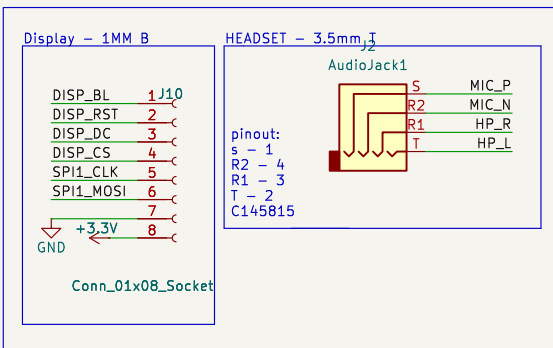 Display - 1MM B
J10
DISP_BL 1
DISP_RST 2
DISP_DC 3
DISP_CS 4
SPI1_CLK 5
SPI1_MOSI 6
7
GND
+3.3V 8
Conn_01x08_Socket
HEADSET - 3.5mm T
J2
AudioJack1
S MIC_P
R2 MIC_N
R1 HP_R
T HP_L
pinout:
s - 1
R2 - 4
R1 - 3
T - 2
C145815